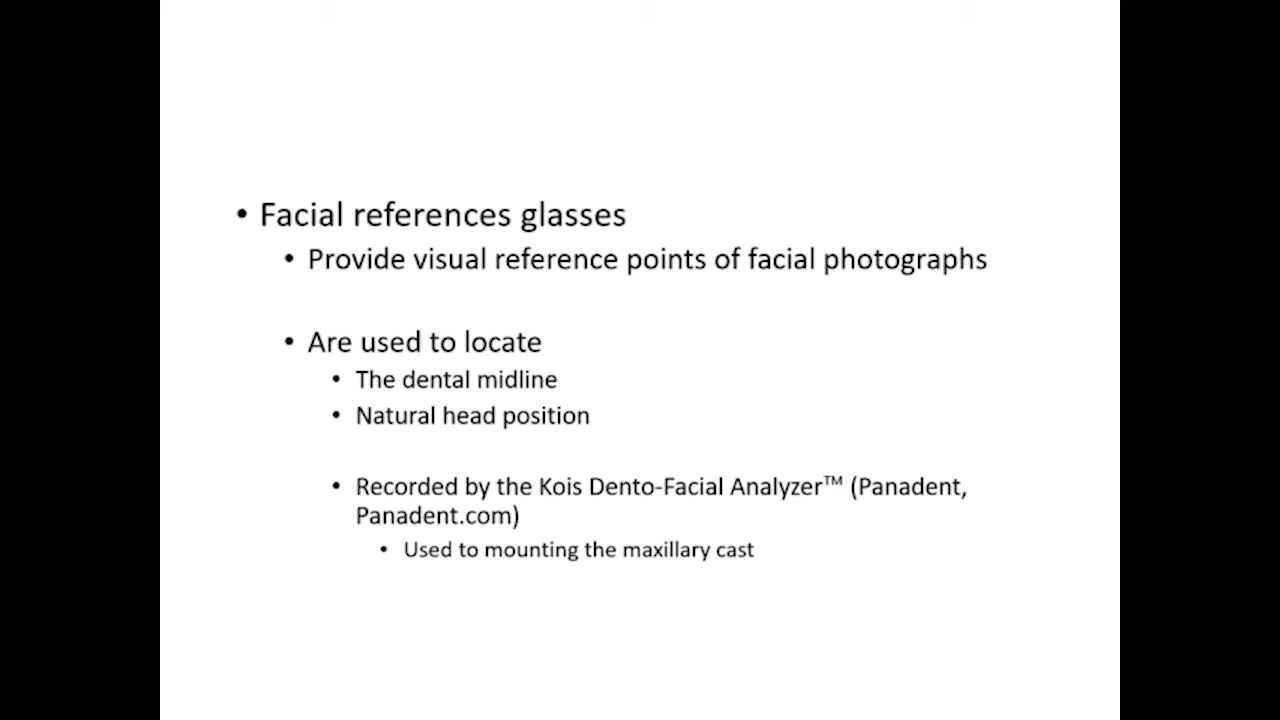 • Facial references glasses
• Provide visual reference points of facial photographs
• Are used to locate
• The dental midline
• Natural head position
• Recorded by the Kois Dento-Facial Analyzer™ (Panadent,
Panadent.com)
• Used to mounting the maxillary cast